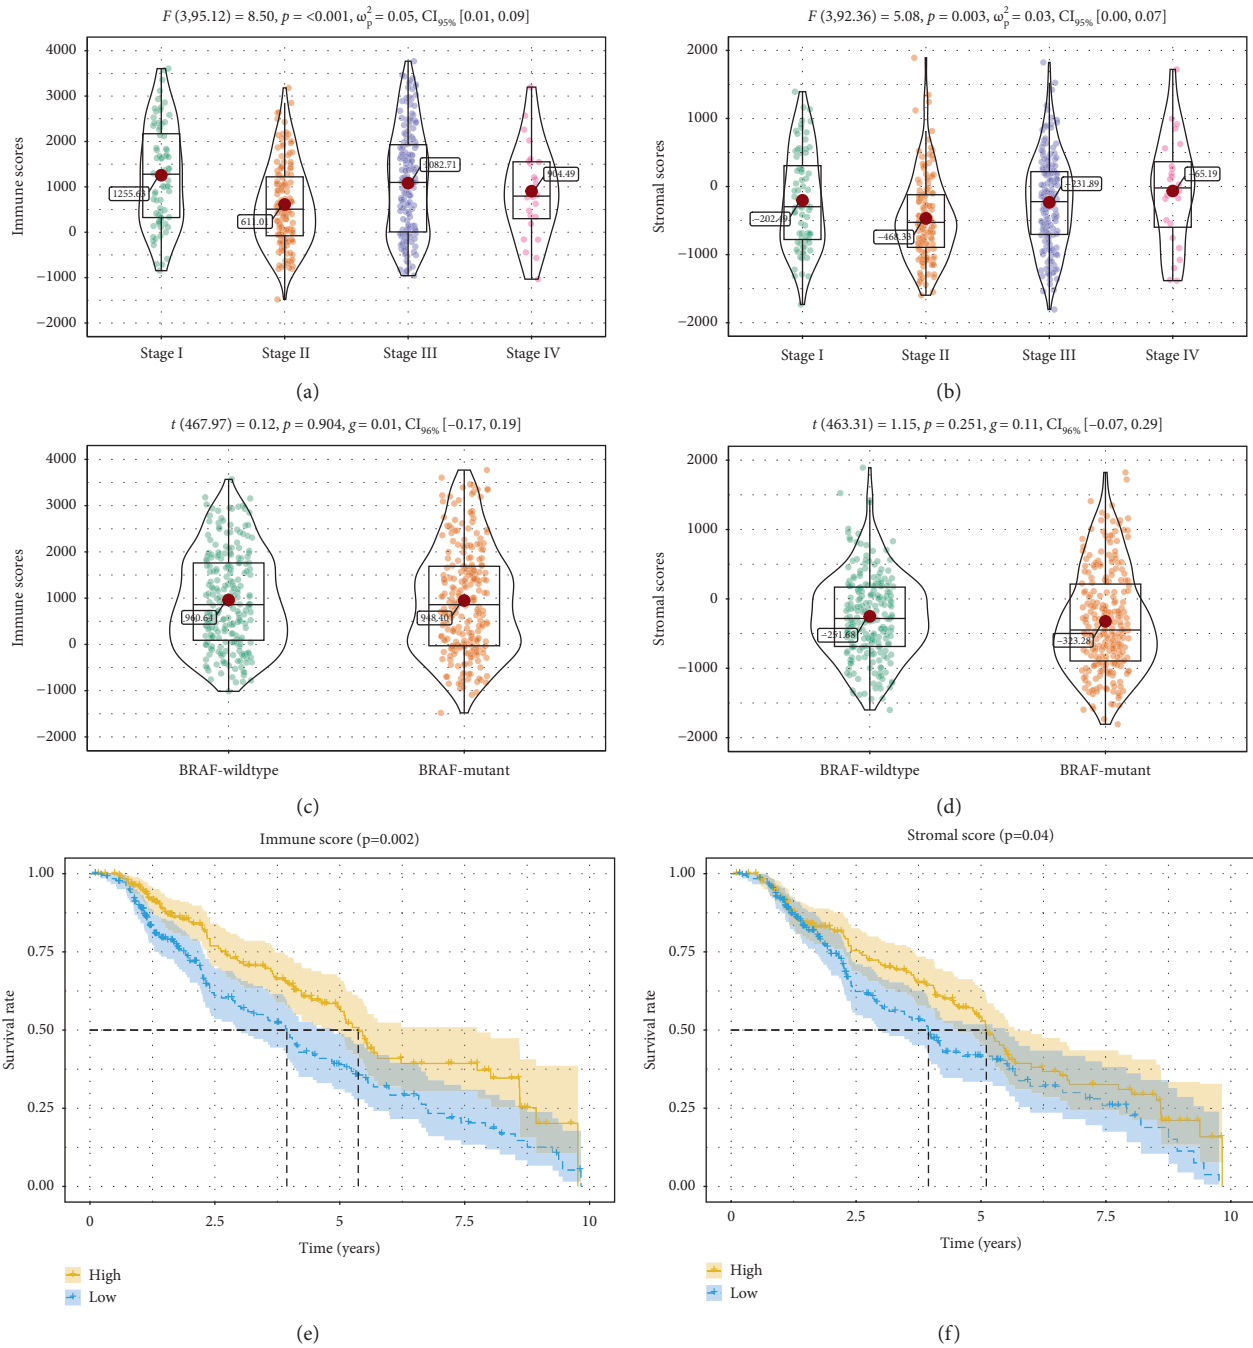 F (3,95.12) = 8.50, p = <0.001, ω²ₚ = 0.05, CI₉₅% [0.01, 0.09]
Immune scores
4000
3000
2000
1000
0
−1000
−2000
1255.63
611.01
1082.71
904.49
Stage I Stage II Stage III Stage IV
(a)
F (3,92.36) = 5.08, p = 0.003, ω²ₚ = 0.03, CI₉₅% [0.00, 0.07]
Stromal scores
2000
1000
0
−1000
−2000
−202.49
−468.33
−231.89
−65.19
Stage I Stage II Stage III Stage IV
(b)
t (467.97) = 0.12, p = 0.904, g = 0.01, CI₉₆% [−0.17, 0.19]
Immune scores
4000
3000
2000
1000
0
−1000
−2000
960.64
948.40
BRAF-wildtype BRAF-mutant
(c)
t (463.31) = 1.15, p = 0.251, g = 0.11, CI₉₆% [−0.07, 0.29]
Stromal scores
1000
0
−1000
−2000
−251.68
−323.28
BRAF-wildtype BRAF-mutant
(d)
Immune score (p=0.002)
Survival rate
1.00
0.75
0.50
0.25
0.00
0 2.5 5 7.5 10
Time (years)
High
Low
(e)
Stromal score (p=0.04)
Survival rate
1.00
0.75
0.50
0.25
0.00
0 2.5 5 7.5 10
Time (years)
High
Low
(f)